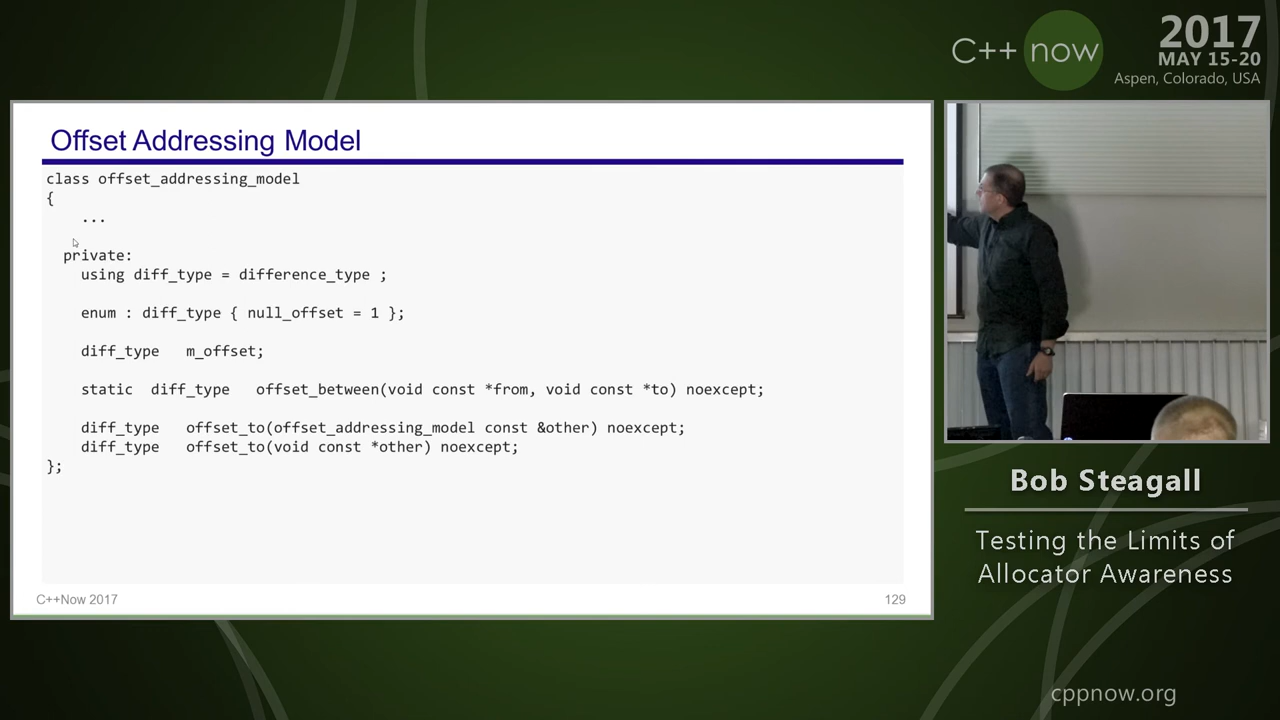 C++ now
2017
MAY 15-20
Aspen, Colorado, USA
Offset Addressing Model
class offset_addressing_model
{
    ...
  private:
    using diff_type = difference_type ;
    enum : diff_type { null_offset = 1 };
    diff_type   m_offset;
    static  diff_type   offset_between(void const *from, void const *to) noexcept;
    diff_type   offset_to(offset_addressing_model const &other) noexcept;
    diff_type   offset_to(void const *other) noexcept;
};
C++Now 2017
129
Bob Steagall
Testing the Limits of
Allocator Awareness
cppnow.org